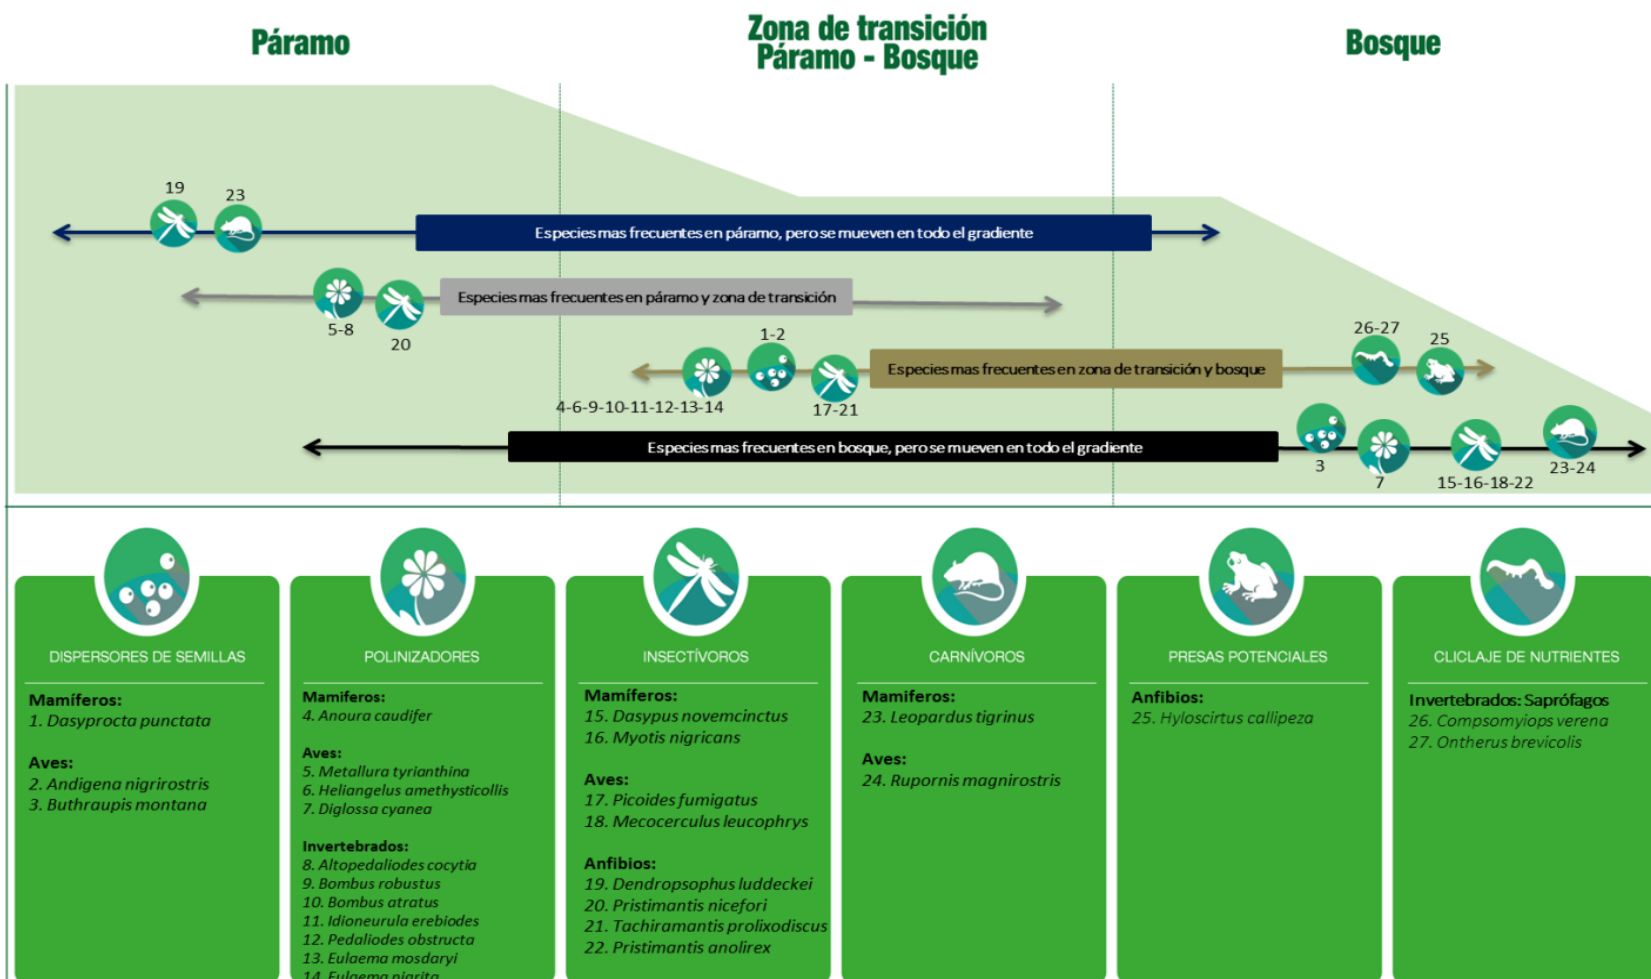 Páramo
Zona de transición
Páramo - Bosque
Bosque
19
23
Especies mas frecuentes en páramo, pero se mueven en todo el gradiente
Especies mas frecuentes en páramo y zona de transición
5-8
20
1-2
26-27
25
Especies mas frecuentes en zona de transición y bosque
4-6-9-10-11-12-13-14
17-21
Especies mas frecuentes en bosque, pero se mueven en todo el gradiente
3
7
15-16-18-22
23-24
DISPERSORES DE SEMILLAS
Mamíferos:
1. Dasyprocta punctata
Aves:
2. Andigena nigrirostris
3. Buthraupis montana
POLINIZADORES
Mamiferos:
4. Anoura caudifer
Aves:
5. Metallura tyrianthina
6. Heliangelus amethysticollis
7. Diglossa cyanea
Invertebrados:
8. Altopedaliodes cocytia
9. Bombus robustus
10. Bombus atratus
11. Idioneurula erebiodes
12. Pedaliodes obstructa
13. Eulaema mosdaryi
14. Eulaema nigrita
INSECTÍVOROS
Mamíferos:
15. Dasypus novemcinctus
16. Myotis nigricans
Aves:
17. Picoides fumigatus
18. Mecocerculus leucophrys
Anfibios:
19. Dendropsophus luddeckei
20. Pristimantis nicefori
21. Tachiramantis prolixodiscus
22. Pristimantis anolirex
CARNÍVOROS
Mamiferos:
23. Leopardus tigrinus
Aves:
24. Rupornis magnirostris
PRESAS POTENCIALES
Anfibios:
25. Hyloscirtus callipeza
CLICLAJE DE NUTRIENTES
Invertebrados: Saprófagos
26. Compsomyiops verena
27. Ontherus brevicolis